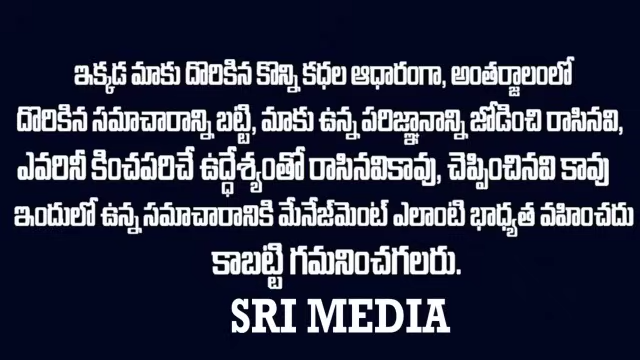 ఇక్కడ మాకు దొరికిన కొన్ని కధల ఆధారంగా, అంతర్జాలంలో
దొరికిన సమాచారాన్ని బట్టి, మాకు ఉన్న పరిజ్ఞానాన్ని జోడించి రాసినవి,
ఎవరినీ కించపరిచే ఉద్ధేశ్యంతో రాసినవికావు, చెప్పించినవి కావు
ఇందులో ఉన్న సమాచారానికి మేనేజ్‌మెంట్ ఎలాంటి భాధ్యత వహించదు
కాబట్టి గమనించగలరు.
SRI MEDIA